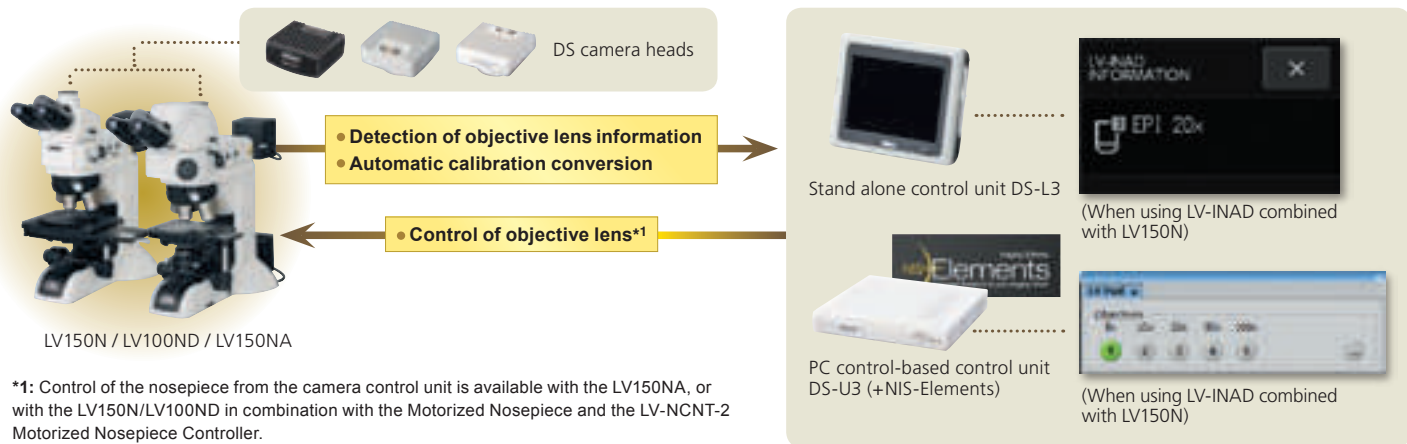 DS camera heads
• Detection of objective lens information
• Automatic calibration conversion
• Control of objective lens*1
LV150N / LV100ND / LV150NA
*1: Control of the nosepiece from the camera control unit is available with the LV150NA, or
with the LV150N/LV100ND in combination with the Motorized Nosepiece and the LV-NCNT-2
Motorized Nosepiece Controller.
Stand alone control unit DS-L3
LV-INAD
INFORMATION
EPI 20x
(When using LV-INAD combined
with LV150N)
Elements
PC control-based control unit
DS-U3 (+NIS-Elements)
(When using LV-INAD combined
with LV150N)